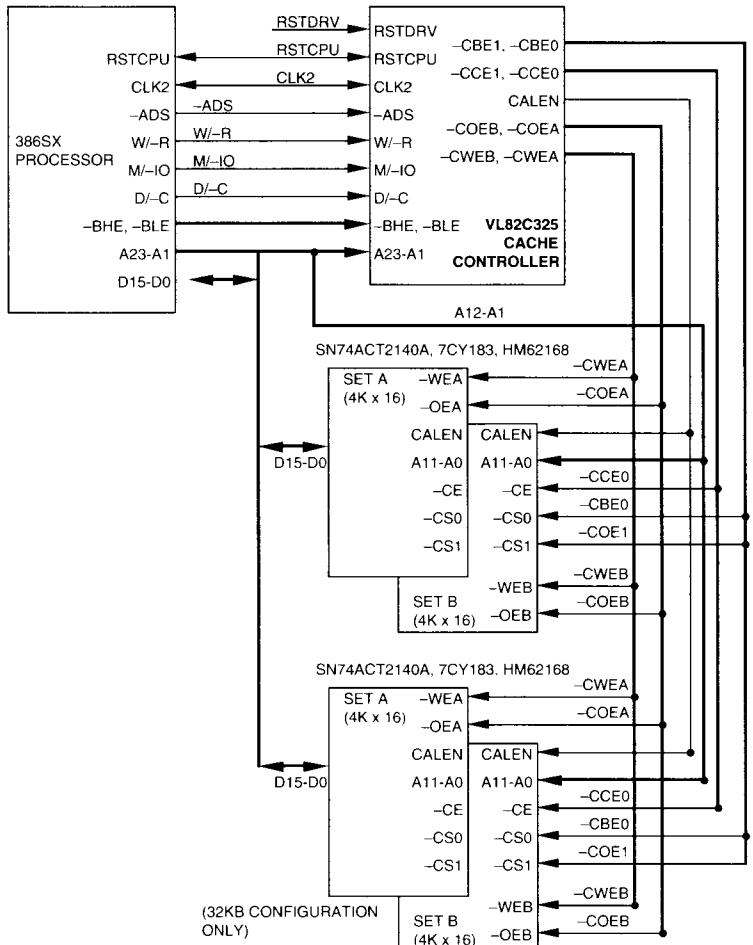 RSTDRV
RSTDRV
RSTCPU
RSTCPU
RSTCPU
CLK2
CLK2
CLK2
–ADS
–ADS
–ADS
W/–R
W/–R
W/–R
M/–IO
M/–IO
M/–IO
D/–C
D/–C
D/–C
–BHE, –BLE
–BHE, –BLE
A23-A1
A23-A1
D15-D0
386SX
PROCESSOR
–CBE1, –CBE0
–CCE1, –CCE0
CALEN
–COEB, –COEA
–CWEB, –CWEA
VL82C325
CACHE
CONTROLLER
A12-A1
SN74ACT2140A, 7CY183, HM62168
SET A
(4K x 16)
–WEA
–CWEA
–OEA
–COEA
CALEN
CALEN
D15-D0
A11-A0
A11-A0
–CE
–CE
–CCE0
–CS0
–CS0
–CBE0
–CS1
–CS1
–COE1
–WEB
–CWEB
SET B
(4K x 16)
–OEB
–COEB
SN74ACT2140A, 7CY183. HM62168
SET A
(4K x 16)
–WEA
–CWEA
–OEA
–COEA
CALEN
CALEN
D15-D0
A11-A0
A11-A0
–CE
–CE
–CCE0
–CS0
–CS0
–CBE0
–CS1
–CS1
–COE1
(32KB CONFIGURATION
ONLY)
–WEB
–CWEB
SET B
(4K x 16)
–OEB
–COEB